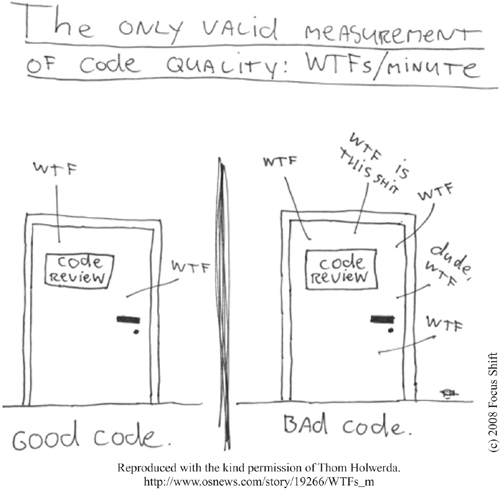 The ONLY VALID MEASUREMENT
OF Code QUALITY: WTFs/MINUTE
WTF
Code
REVIEW
WTF
GOOD code.
WTF
WTF is
THIS SHIT
WTF
Code
REVIEW
dude,
WTF
WTF
BAd code.
(c) 2008 Focus Shift
Reproduced with the kind permission of Thom Holwerda.
http://www.osnews.com/story/19266/WTFs_m